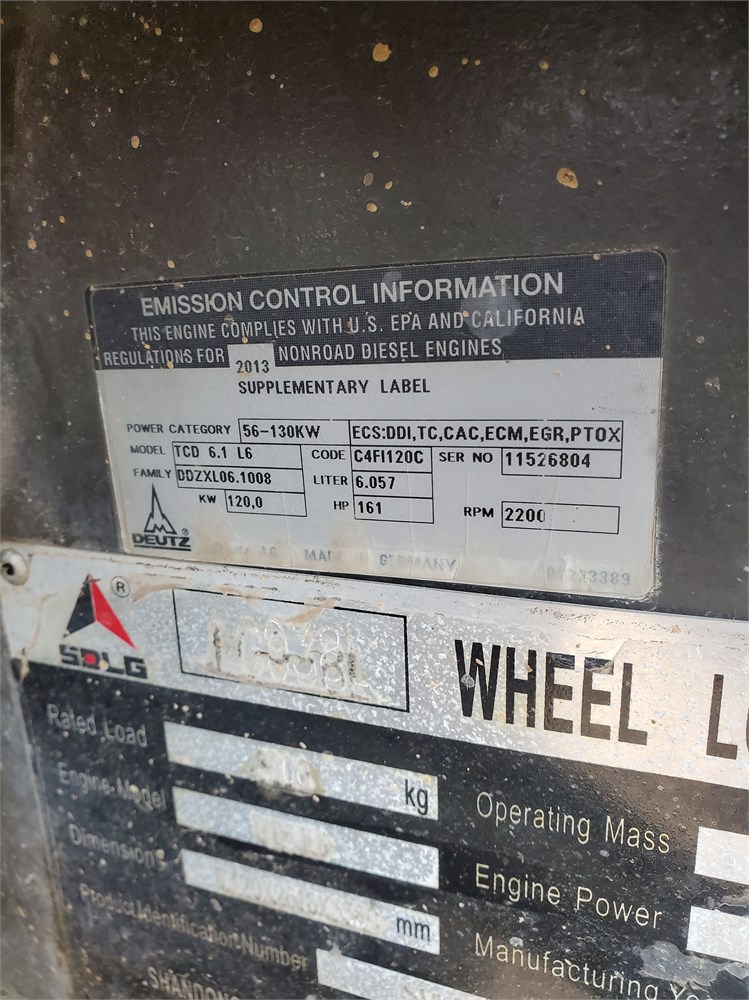 EMISSION CONTROL INFORMATION
THIS ENGINE COMPLIES WITH U.S. EPA AND CALIFORNIA
REGULATIONS FOR 2013 NONROAD DIESEL ENGINES
SUPPLEMENTARY LABEL
POWER CATEGORY 56-130KW ECS:DDI,TC,CAC,ECM,EGR,PTOX
MODEL TCD 6.1 L6 CODE C4FI120C SER NO 11526804
FAMILY DDZXL06.1008 LITER 6.057
KW 120,0 HP 161 RPM 2200
DEUTZ ®
AG GERMANY
SDLG ® WHEEL
Rated Load kg Operating Mass
Engine Model Engine Power
Dimensions mm Manufacturing
Product Identification Number
SHANDONG